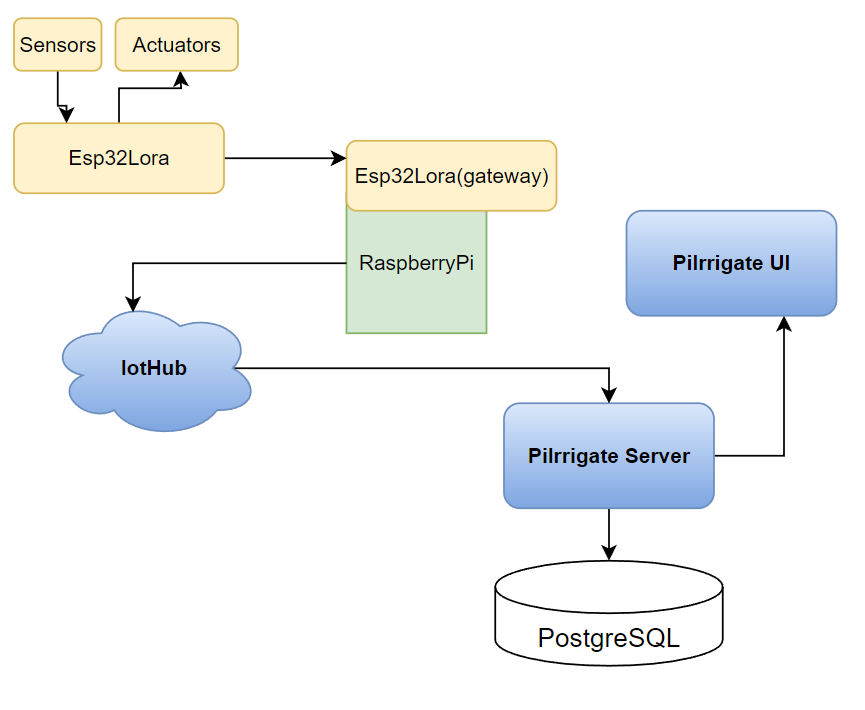 Sensors
Actuators
Esp32Lora
Esp32Lora(gateway)
RaspberryPi
PiIrrigate UI
IotHub
PiIrrigate Server
PostgreSQL